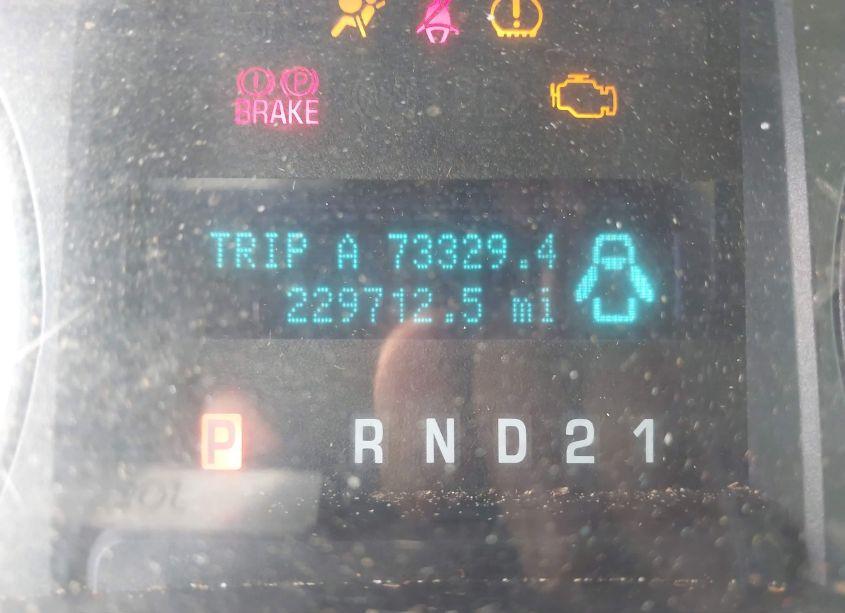 BRAKE
TRIP A 73329.4
229712.5 mi
P R N D 2 1